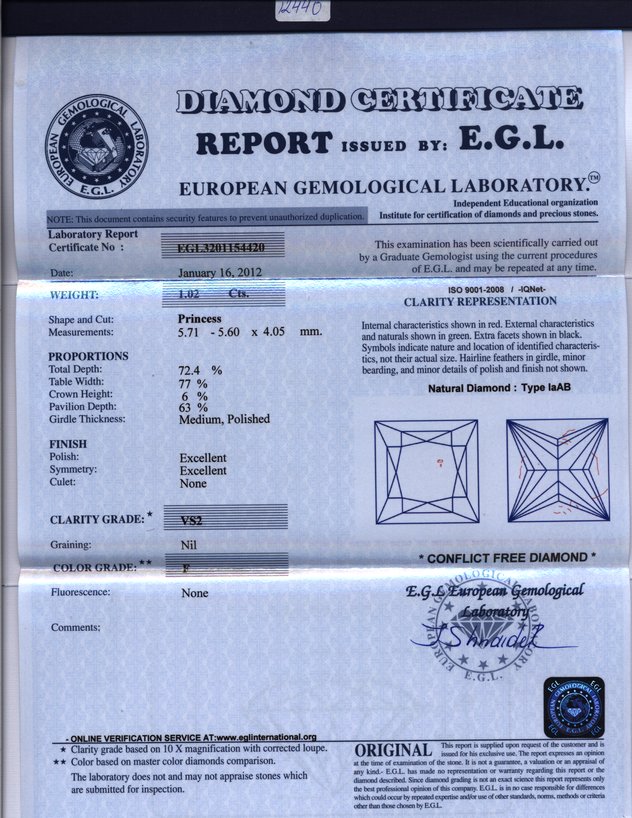 12440
DIAMOND CERTIFICATE
REPORT ISSUED BY: E.G.L.
EUROPEAN GEMOLOGICAL LABORATORY.™
EUROPEAN GEMOLOGICAL LABORATORY
E.G.L.
Independent Educational organization
Institute for certification of diamonds and precious stones.
NOTE: This document contains security features to prevent unauthorized duplication.
Laboratory Report
Certificate No : EGL3201154420
Date: January 16, 2012
WEIGHT: 1.02 Cts.
Shape and Cut: Princess
Measurements: 5.71 - 5.60 x 4.05 mm.
PROPORTIONS
Total Depth: 72.4 %
Table Width: 77 %
Crown Height: 6 %
Pavilion Depth: 63 %
Girdle Thickness: Medium, Polished
FINISH
Polish: Excellent
Symmetry: Excellent
Culet: None
CLARITY GRADE: * VS2
Graining: Nil
COLOR GRADE: ** F
Fluorescence: None
Comments:
This examination has been scientifically carried out
by a Graduate Gemologist using the current procedures
of E.G.L. and may be repeated at any time.
ISO 9001-2008 / -IQNet-
CLARITY REPRESENTATION
Internal characteristics shown in red. External characteristics
and naturals shown in green. Extra facets shown in black.
Symbols indicate nature and location of identified characteris-
tics, not their actual size. Hairline feathers in girdle, minor
bearding, and minor details of polish and finish not shown.
Natural Diamond : Type IaAB
* CONFLICT FREE DIAMOND *
E.G.L European Gemological
Laboratory
EUROPEAN GEMOLOGICAL LABORATORY
E.G.L.
EGL EGL
- ONLINE VERIFICATION SERVICE AT:www.eglinternational.org
★ Clarity grade based on 10 X magnification with corrected loupe.
★★ Color based on master color diamonds comparison.
The laboratory does not and may not appraise stones which
are submitted for inspection.
ORIGINAL This report is supplied upon request of the customer and is
issued for his exclusive use. The report expresses an opinion
at the time of examination of the stone. It is not a guarantee, a valuation or an appraisal of
any kind.- E.G.L. has made no representation or warranty regarding this report or the
diamond described. Since diamond grading is not an exact science this report represents only
the best professional opinion of this company. E.G.L. is in no case responsible for differences
which could occur by repeated expertise and/or use of other standards, norms, methods or criteria
other than those chosen by E.G.L.